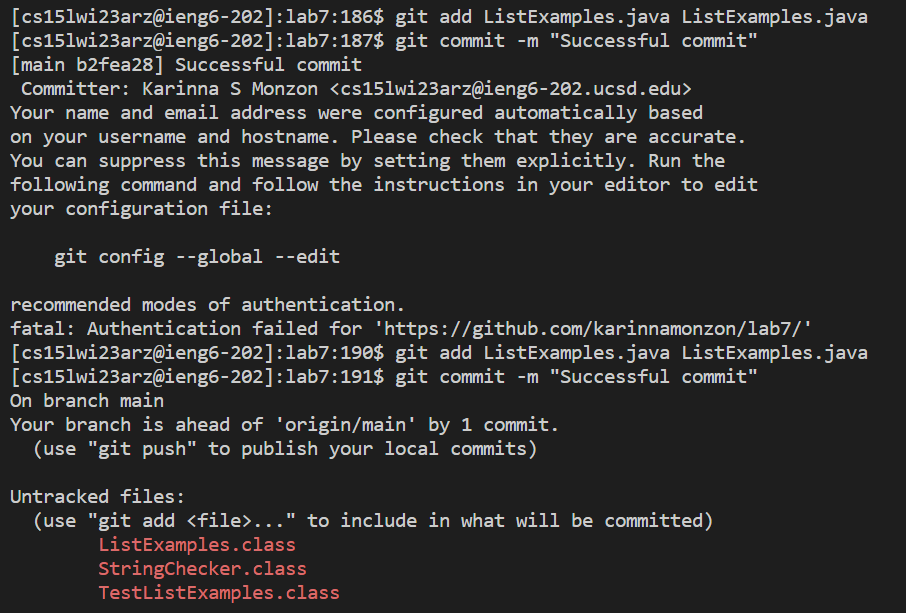 [cs15lwi23arz@ieng6-202]:lab7:186$ git add ListExamples.java ListExamples.java
[cs15lwi23arz@ieng6-202]:lab7:187$ git commit -m "Successful commit"
[main b2fea28] Successful commit
 Committer: Karinna S Monzon <cs15lwi23arz@ieng6-202.ucsd.edu>
Your name and email address were configured automatically based
on your username and hostname. Please check that they are accurate.
You can suppress this message by setting them explicitly. Run the
following command and follow the instructions in your editor to edit
your configuration file:

    git config --global --edit

recommended modes of authentication.
fatal: Authentication failed for 'https://github.com/karinnamonzon/lab7/'
[cs15lwi23arz@ieng6-202]:lab7:190$ git add ListExamples.java ListExamples.java
[cs15lwi23arz@ieng6-202]:lab7:191$ git commit -m "Successful commit"
On branch main
Your branch is ahead of 'origin/main' by 1 commit.
  (use "git push" to publish your local commits)

Untracked files:
  (use "git add <file>..." to include in what will be committed)
        ListExamples.class
        StringChecker.class
        TestListExamples.class